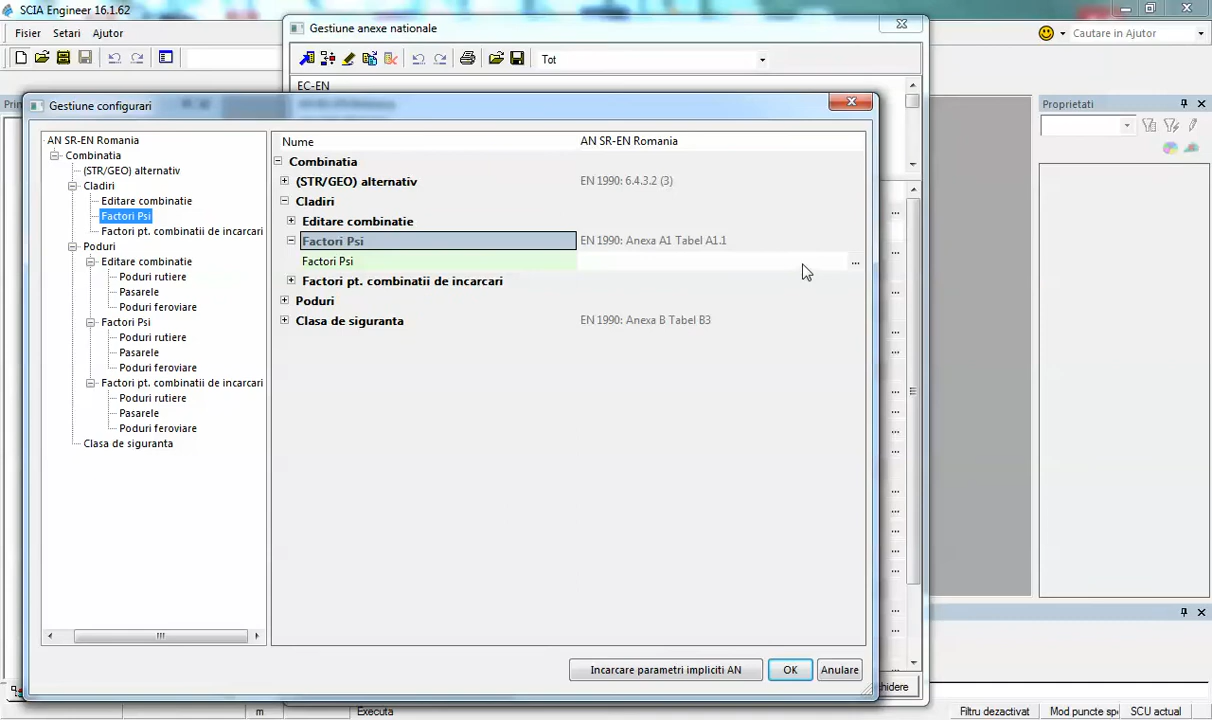 SCIA Engineer 16.1.62
Fisier Setari Ajutor
Cautare in Ajutor
Gestiune anexe nationale
Tot
EC-EN
Gestiune configurari
Proprietati
AN SR-EN Romania
Combinatia
(STR/GEO) alternativ
Cladiri
Editare combinatie
Factori Psi
Factori pt. combinatii de incarcari
Poduri
Editare combinatie
Poduri rutiere
Pasarele
Poduri feroviare
Factori Psi
Poduri rutiere
Pasarele
Poduri feroviare
Factori pt. combinatii de incarcari
Poduri rutiere
Pasarele
Poduri feroviare
Clasa de siguranta
Nume AN SR-EN Romania
Combinatia
(STR/GEO) alternativ EN 1990: 6.4.3.2 (3)
Cladiri
Editare combinatie
Factori Psi EN 1990: Anexa A1 Tabel A1.1
Factori Psi ...
Factori pt. combinatii de incarcari
Poduri
Clasa de siguranta EN 1990: Anexa B Tabel B3
Incarcare parametri impliciti AN OK Anulare
hidere
m Executa Filtru dezactivat Mod puncte sp SCU actual